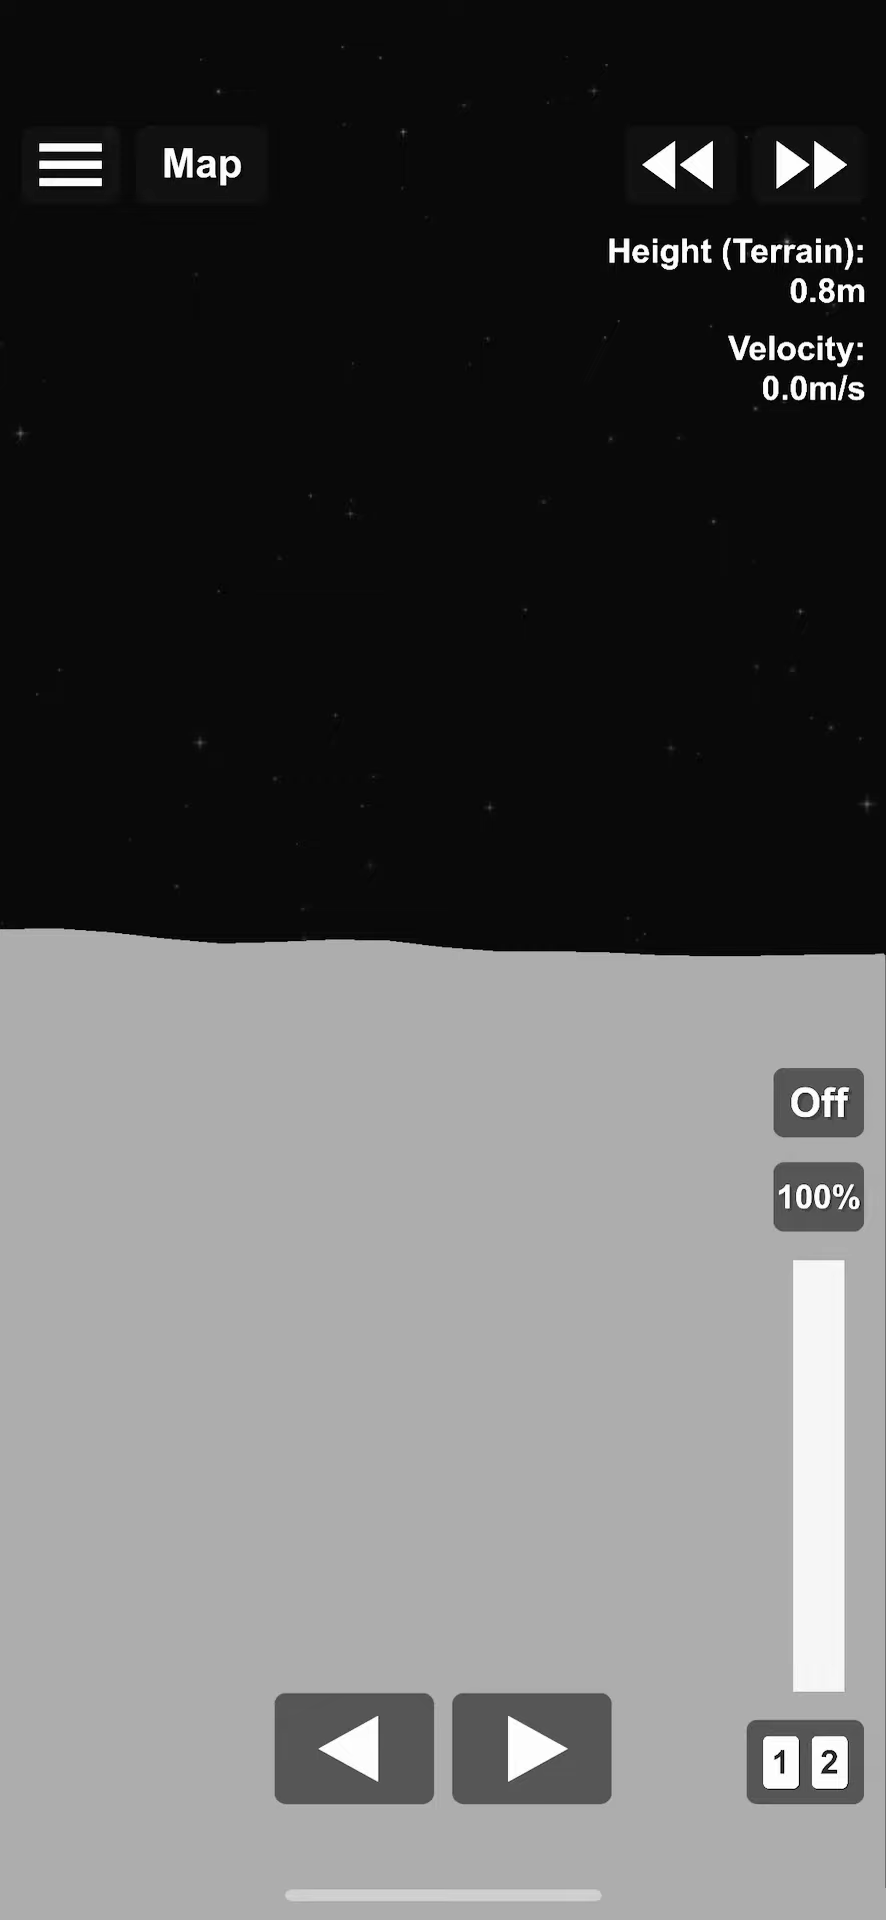 Map
Height (Terrain):
0.8m
Velocity:
0.0m/s
Off
100%
1 2